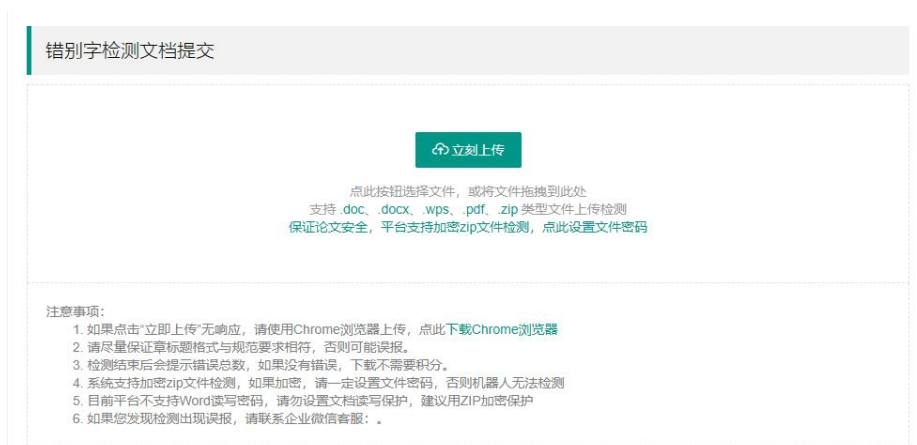 错别字检测文档提交
立刻上传
点此按钮选择文件，或将文件拖拽到此处
支持 .doc、.docx、.wps、.pdf、.zip 类型文件上传检测
保证论文安全，平台支持加密zip文件检测，点此设置文件密码
注意事项：
1. 如果点击“立即上传”无响应，请使用Chrome浏览器上传，点此下载Chrome浏览器
2. 请尽量保证章标题格式与规范要求相符，否则可能误报。
3. 检测结束后会提示错误总数，如果没有错误，下载不需要积分。
4. 系统支持加密zip文件检测，如果加密，请一定设置文件密码，否则机器人无法检测
5. 目前平台不支持Word读写密码，请勿设置文档读写保护，建议用ZIP加密保护
6. 如果您发现检测出现误报，请联系企业微信客服：。